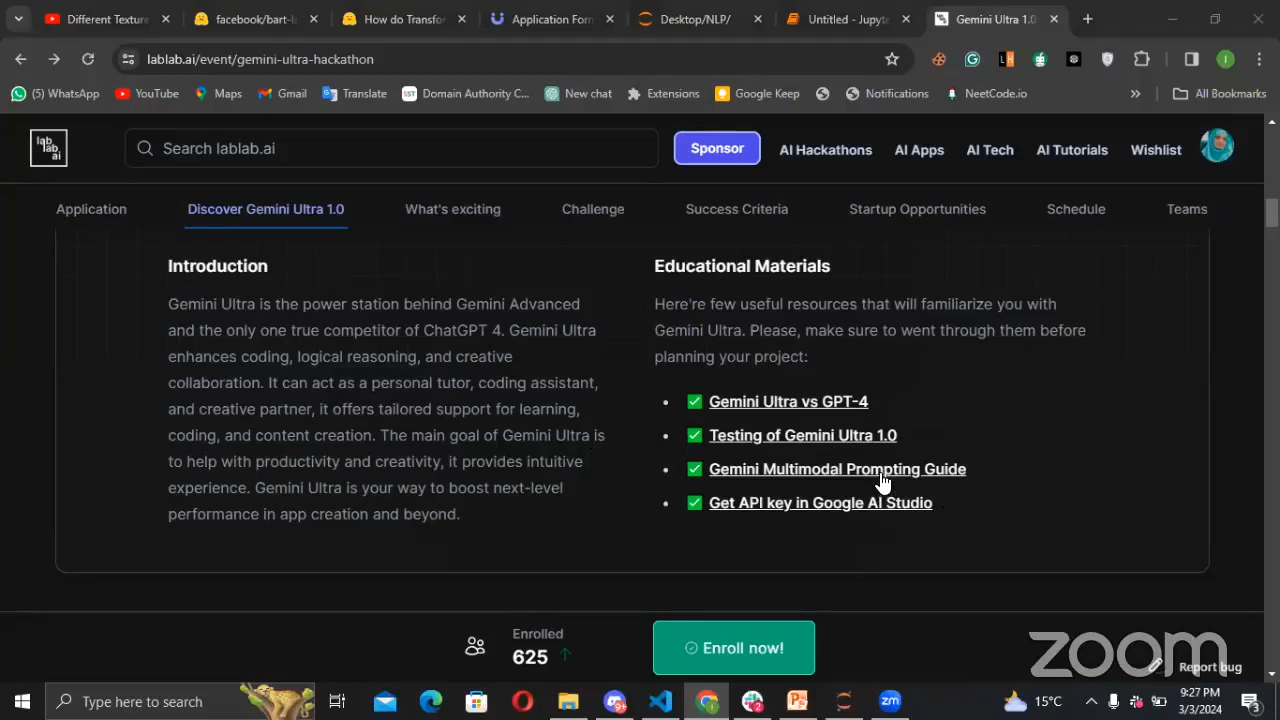 Different Texture
facebook/bart-l
How do Transfo
Application For
Desktop/NLP/
Untitled - Jupyte
Gemini Ultra 1.0
lablab.ai/event/gemini-ultra-hackathon
(5) WhatsApp
YouTube
Maps
Gmail
Translate
Domain Authority C...
New chat
Extensions
Google Keep
Notifications
NeetCode.io
All Bookmarks
lab lab ai
Search lablab.ai
Sponsor
AI Hackathons
AI Apps
AI Tech
AI Tutorials
Wishlist
Application
Discover Gemini Ultra 1.0
What's exciting
Challenge
Success Criteria
Startup Opportunities
Schedule
Teams
Introduction
Gemini Ultra is the power station behind Gemini Advanced
and the only one true competitor of ChatGPT 4. Gemini Ultra
enhances coding, logical reasoning, and creative
collaboration. It can act as a personal tutor, coding assistant,
and creative partner, it offers tailored support for learning,
coding, and content creation. The main goal of Gemini Ultra is
to help with productivity and creativity, it provides intuitive
experience. Gemini Ultra is your way to boost next-level
performance in app creation and beyond.
Educational Materials
Here're few useful resources that will familiarize you with
Gemini Ultra. Please, make sure to went through them before
planning your project:
Gemini Ultra vs GPT-4
Testing of Gemini Ultra 1.0
Gemini Multimodal Prompting Guide
Get API key in Google AI Studio
Enrolled
625
Enroll now!
zoom
Report bug
Type here to search
15°C
9:27 PM
3/3/2024